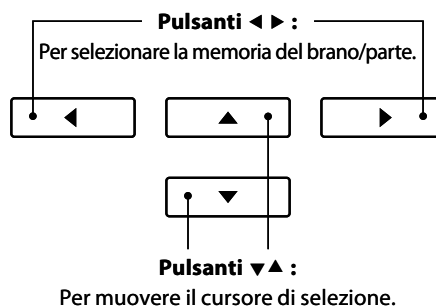 Pulsanti ◀ ▶ :
Per selezionare la memoria del brano/parte.
Pulsanti ▼▲ :
Per muovere il cursore di selezione.